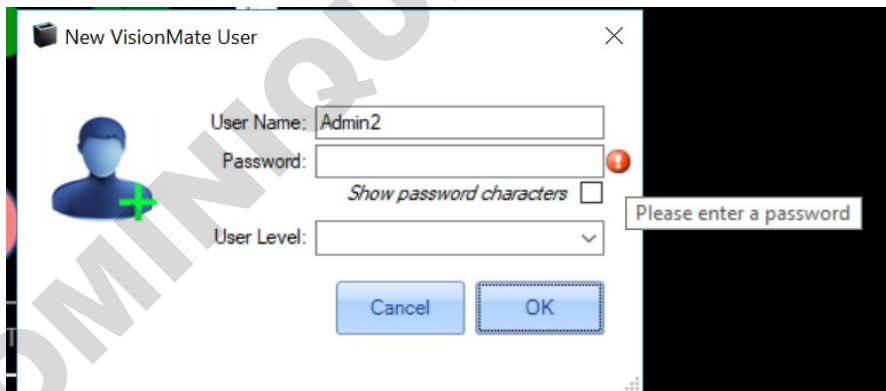 New VisionMate User
User Name: Admin2
Password:
Show password characters
Please enter a password
User Level:
Cancel OK